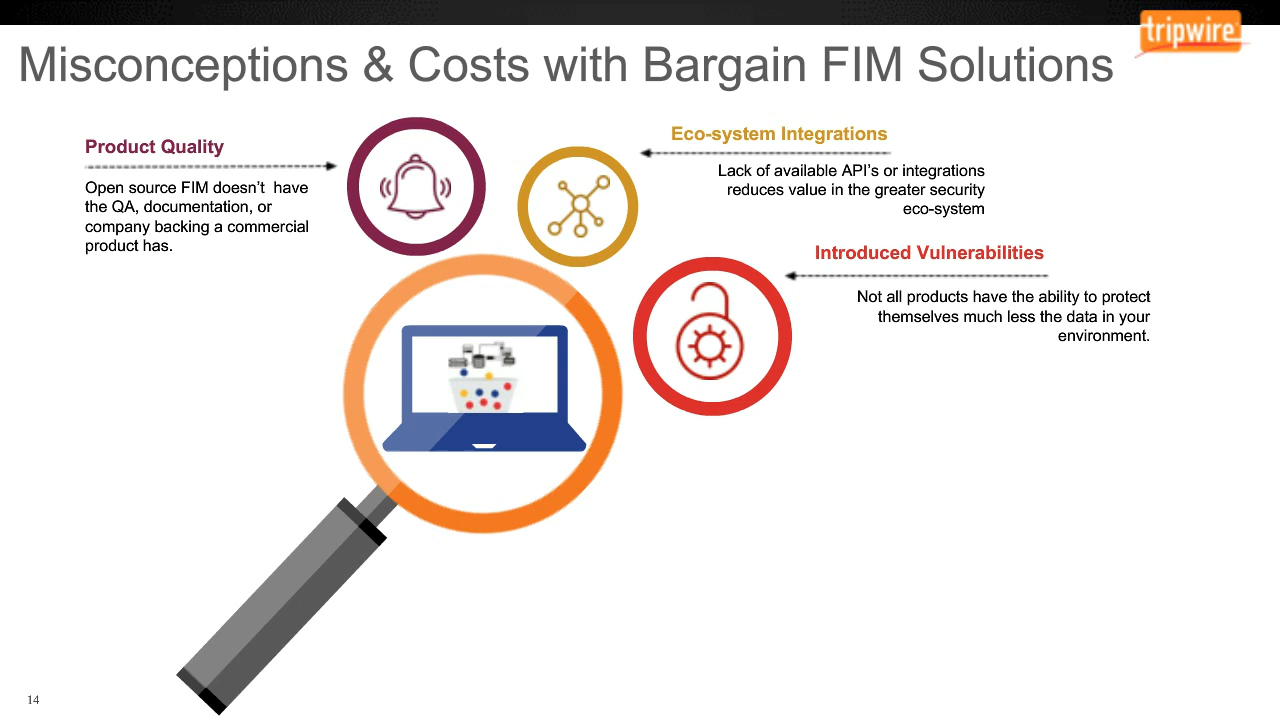 tripwire
Misconceptions & Costs with Bargain FIM Solutions
Product Quality
Open source FIM doesn’t  have
the QA, documentation, or
company backing a commercial
product has.
Eco-system Integrations
Lack of available API’s or integrations
reduces value in the greater security
eco-system
Introduced Vulnerabilities
Not all products have the ability to protect
themselves much less the data in your
environment.
14